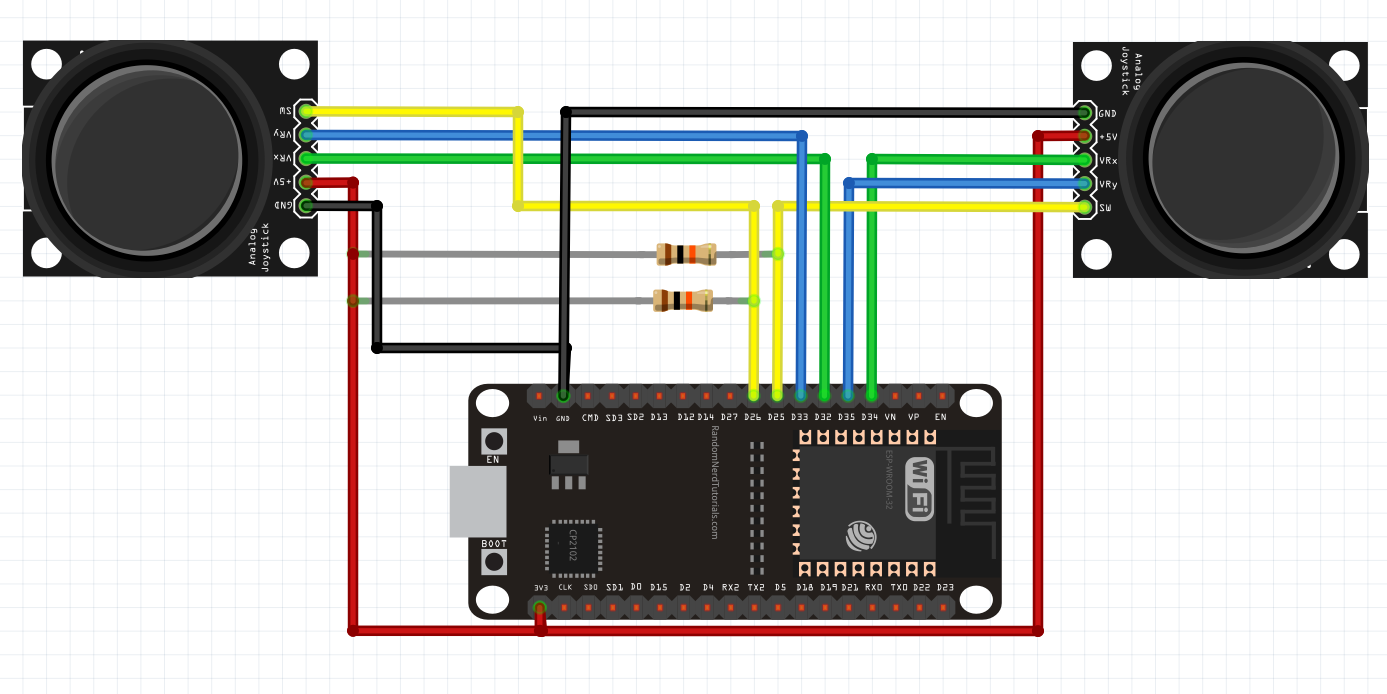 SW
VRy
VRx
+5V
GND
Analog
Joystick
Analog
Joystick
GND
+5V
VRx
VRy
SW
Vin GND CMD SD3 SD2 D13 D12 D14 D27 D26 D25 D33 D32 D35 D34 VN VP EN
EN
BOOT
RandomNerdTutorials.com
CP2102
ESP-WROOM-32
WiFi
3V3 CLK SD0 SD1 D0 D15 D2 D4 RX2 TX2 D5 D18 D19 D21 RX0 TX0 D22 D23